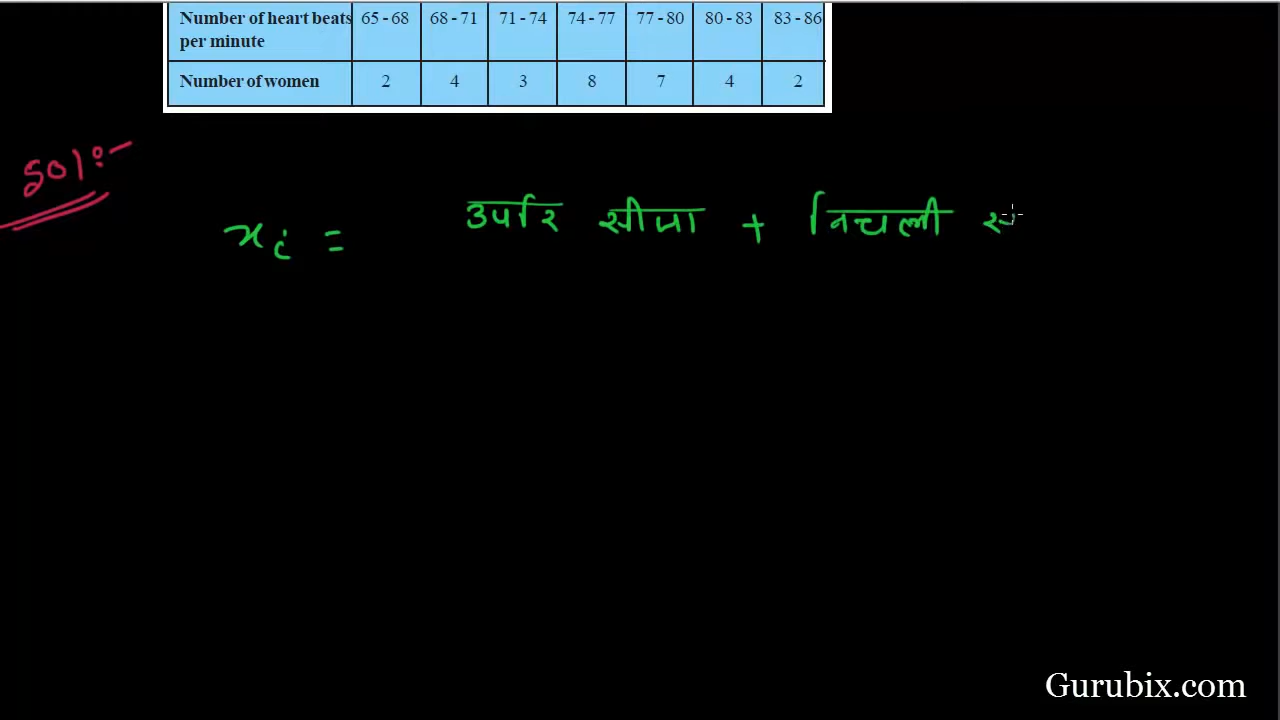 Number of heart beats per minute 65 - 68 68 - 71 71 - 74 74 - 77 77 - 80 80 - 83 83 - 86
Number of women 2 4 3 8 7 4 2
Sol:-
xi = उपरि सीमा + निचली
Gurubix.com